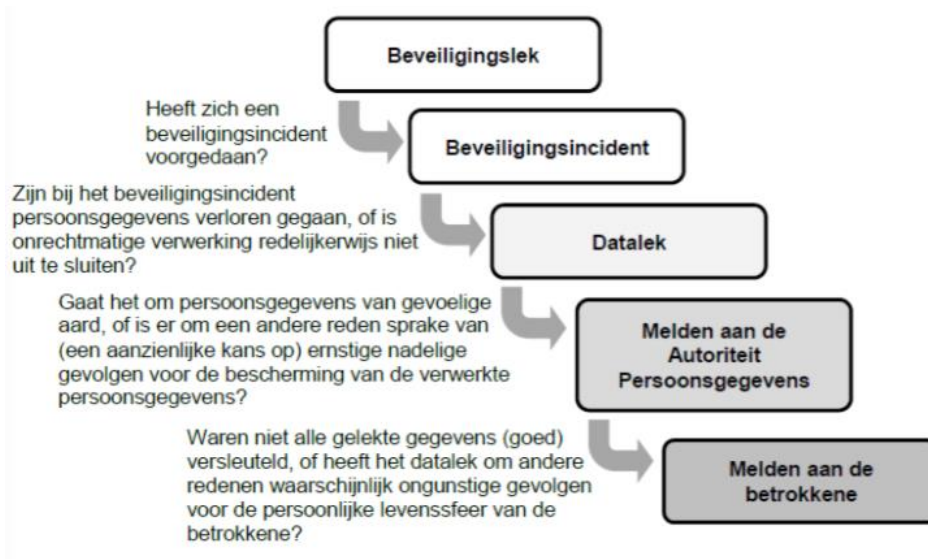 Beveiligingslek
Heeft zich een
beveiligingsincident
voorgedaan?
Beveiligingsincident
Zijn bij het beveiligingsincident
persoonsgegevens verloren gegaan, of is
onrechtmatige verwerking redelijkerwijs niet
uit te sluiten?
Datalek
Gaat het om persoonsgegevens van gevoelige
aard, of is er om een andere reden sprake van
(een aanzienlijke kans op) ernstige nadelige
gevolgen voor de bescherming van de verwerkte
persoonsgegevens?
Melden aan de
Autoriteit
Persoonsgegevens
Waren niet alle gelekte gegevens (goed)
versleuteld, of heeft het datalek om andere
redenen waarschijnlijk ongunstige gevolgen
voor de persoonlijke levenssfeer van de
betrokkene?
Melden aan de
betrokkene